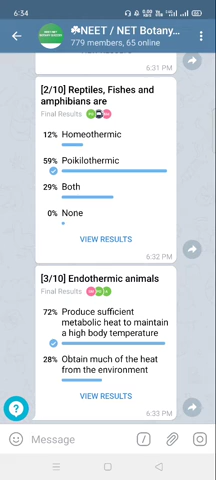 6:34
☘NEET / NET Botany...
779 members, 65 online
6:31 PM
[2/10] Reptiles, Fishes and
amphibians are
Final Results
12% Homeothermic
59% Poikilothermic
29% Both
0% None
VIEW RESULTS
6:32 PM
[3/10] Endothermic animals
Final Results
72% Produce sufficient
metabolic heat to maintain
a high body temperature
28% Obtain much of the heat
from the environment
VIEW RESULTS
6:33 PM
Message